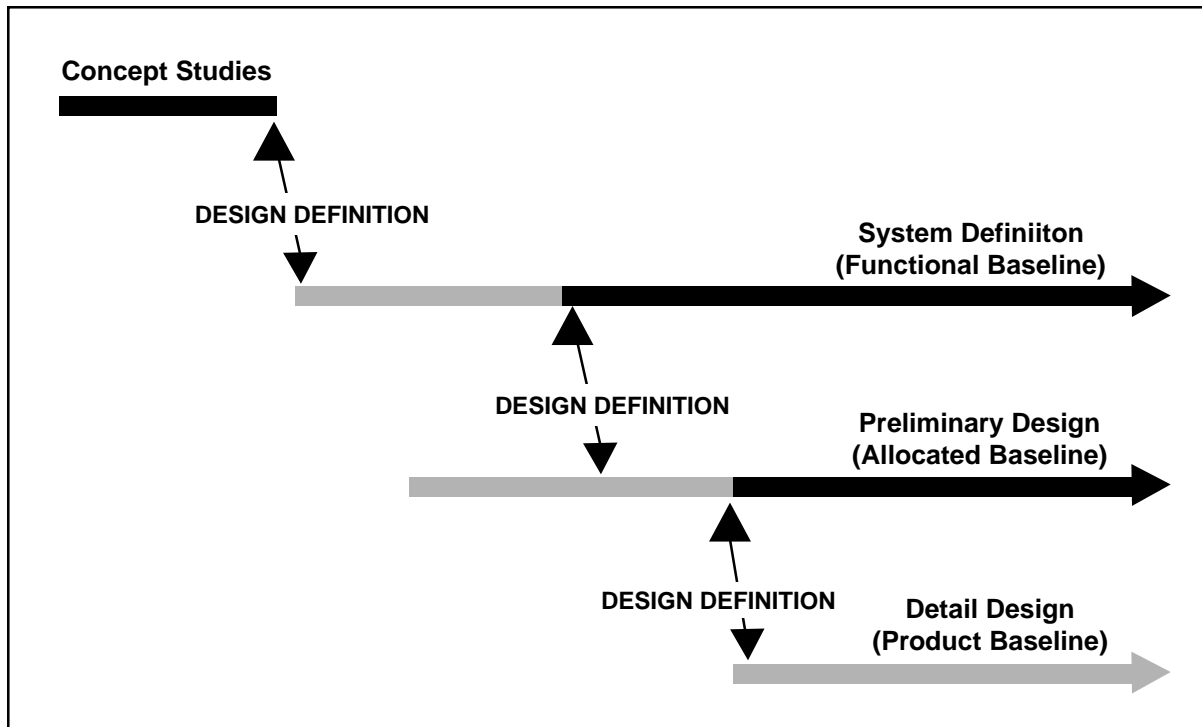 Concept Studies
DESIGN DEFINITION
System Definiiton
(Functional Baseline)
DESIGN DEFINITION
Preliminary Design
(Allocated Baseline)
DESIGN DEFINITION
Detail Design
(Product Baseline)